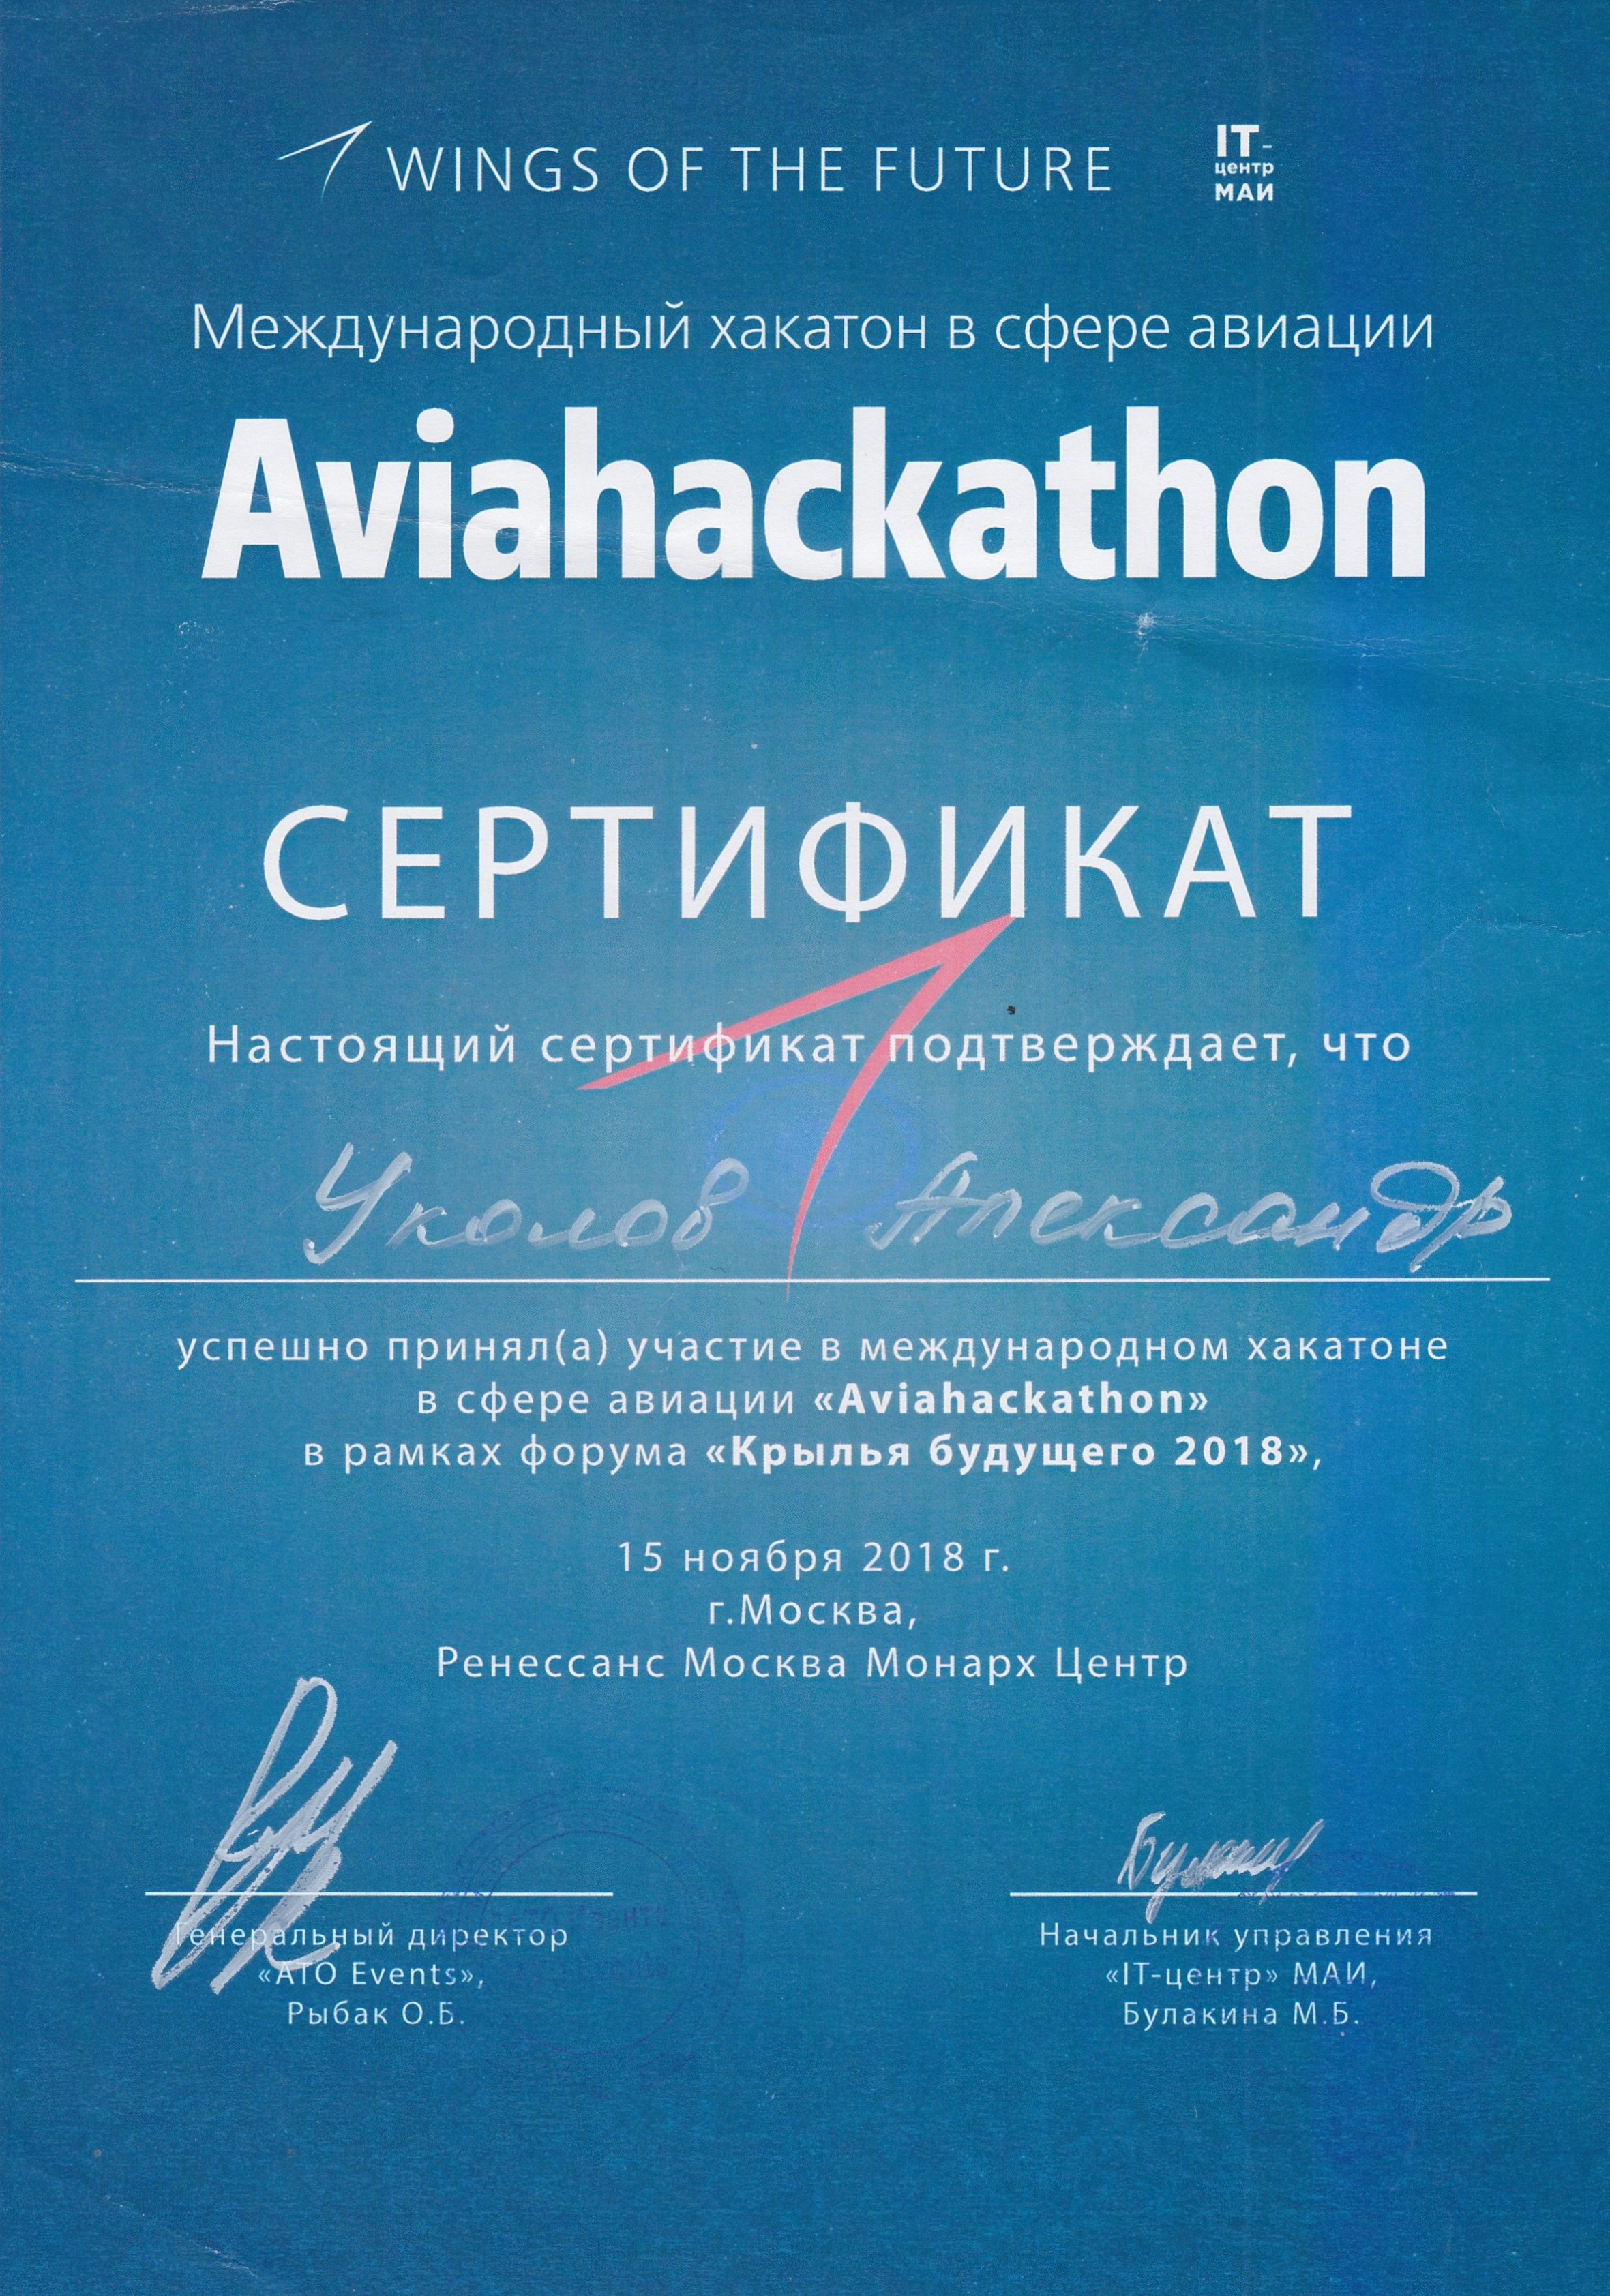 WINGS OF THE FUTURE
IT-
центр
МАИ
Международный хакатон в сфере авиации
Aviahackathon
СЕРТИФИКАТ
Настоящий сертификат подтверждает, что
Уколов Александр
успешно принял(а) участие в международном хакатоне
в сфере авиации «Aviahackathon»
в рамках форума «Крылья будущего 2018»,
15 ноября 2018 г.
г.Москва,
Ренессанс Москва Монарх Центр
Генеральный директор
«АТО Events»,
Рыбак О.Б.
Начальник управления
«IT-центр» МАИ,
Булакина М.Б.